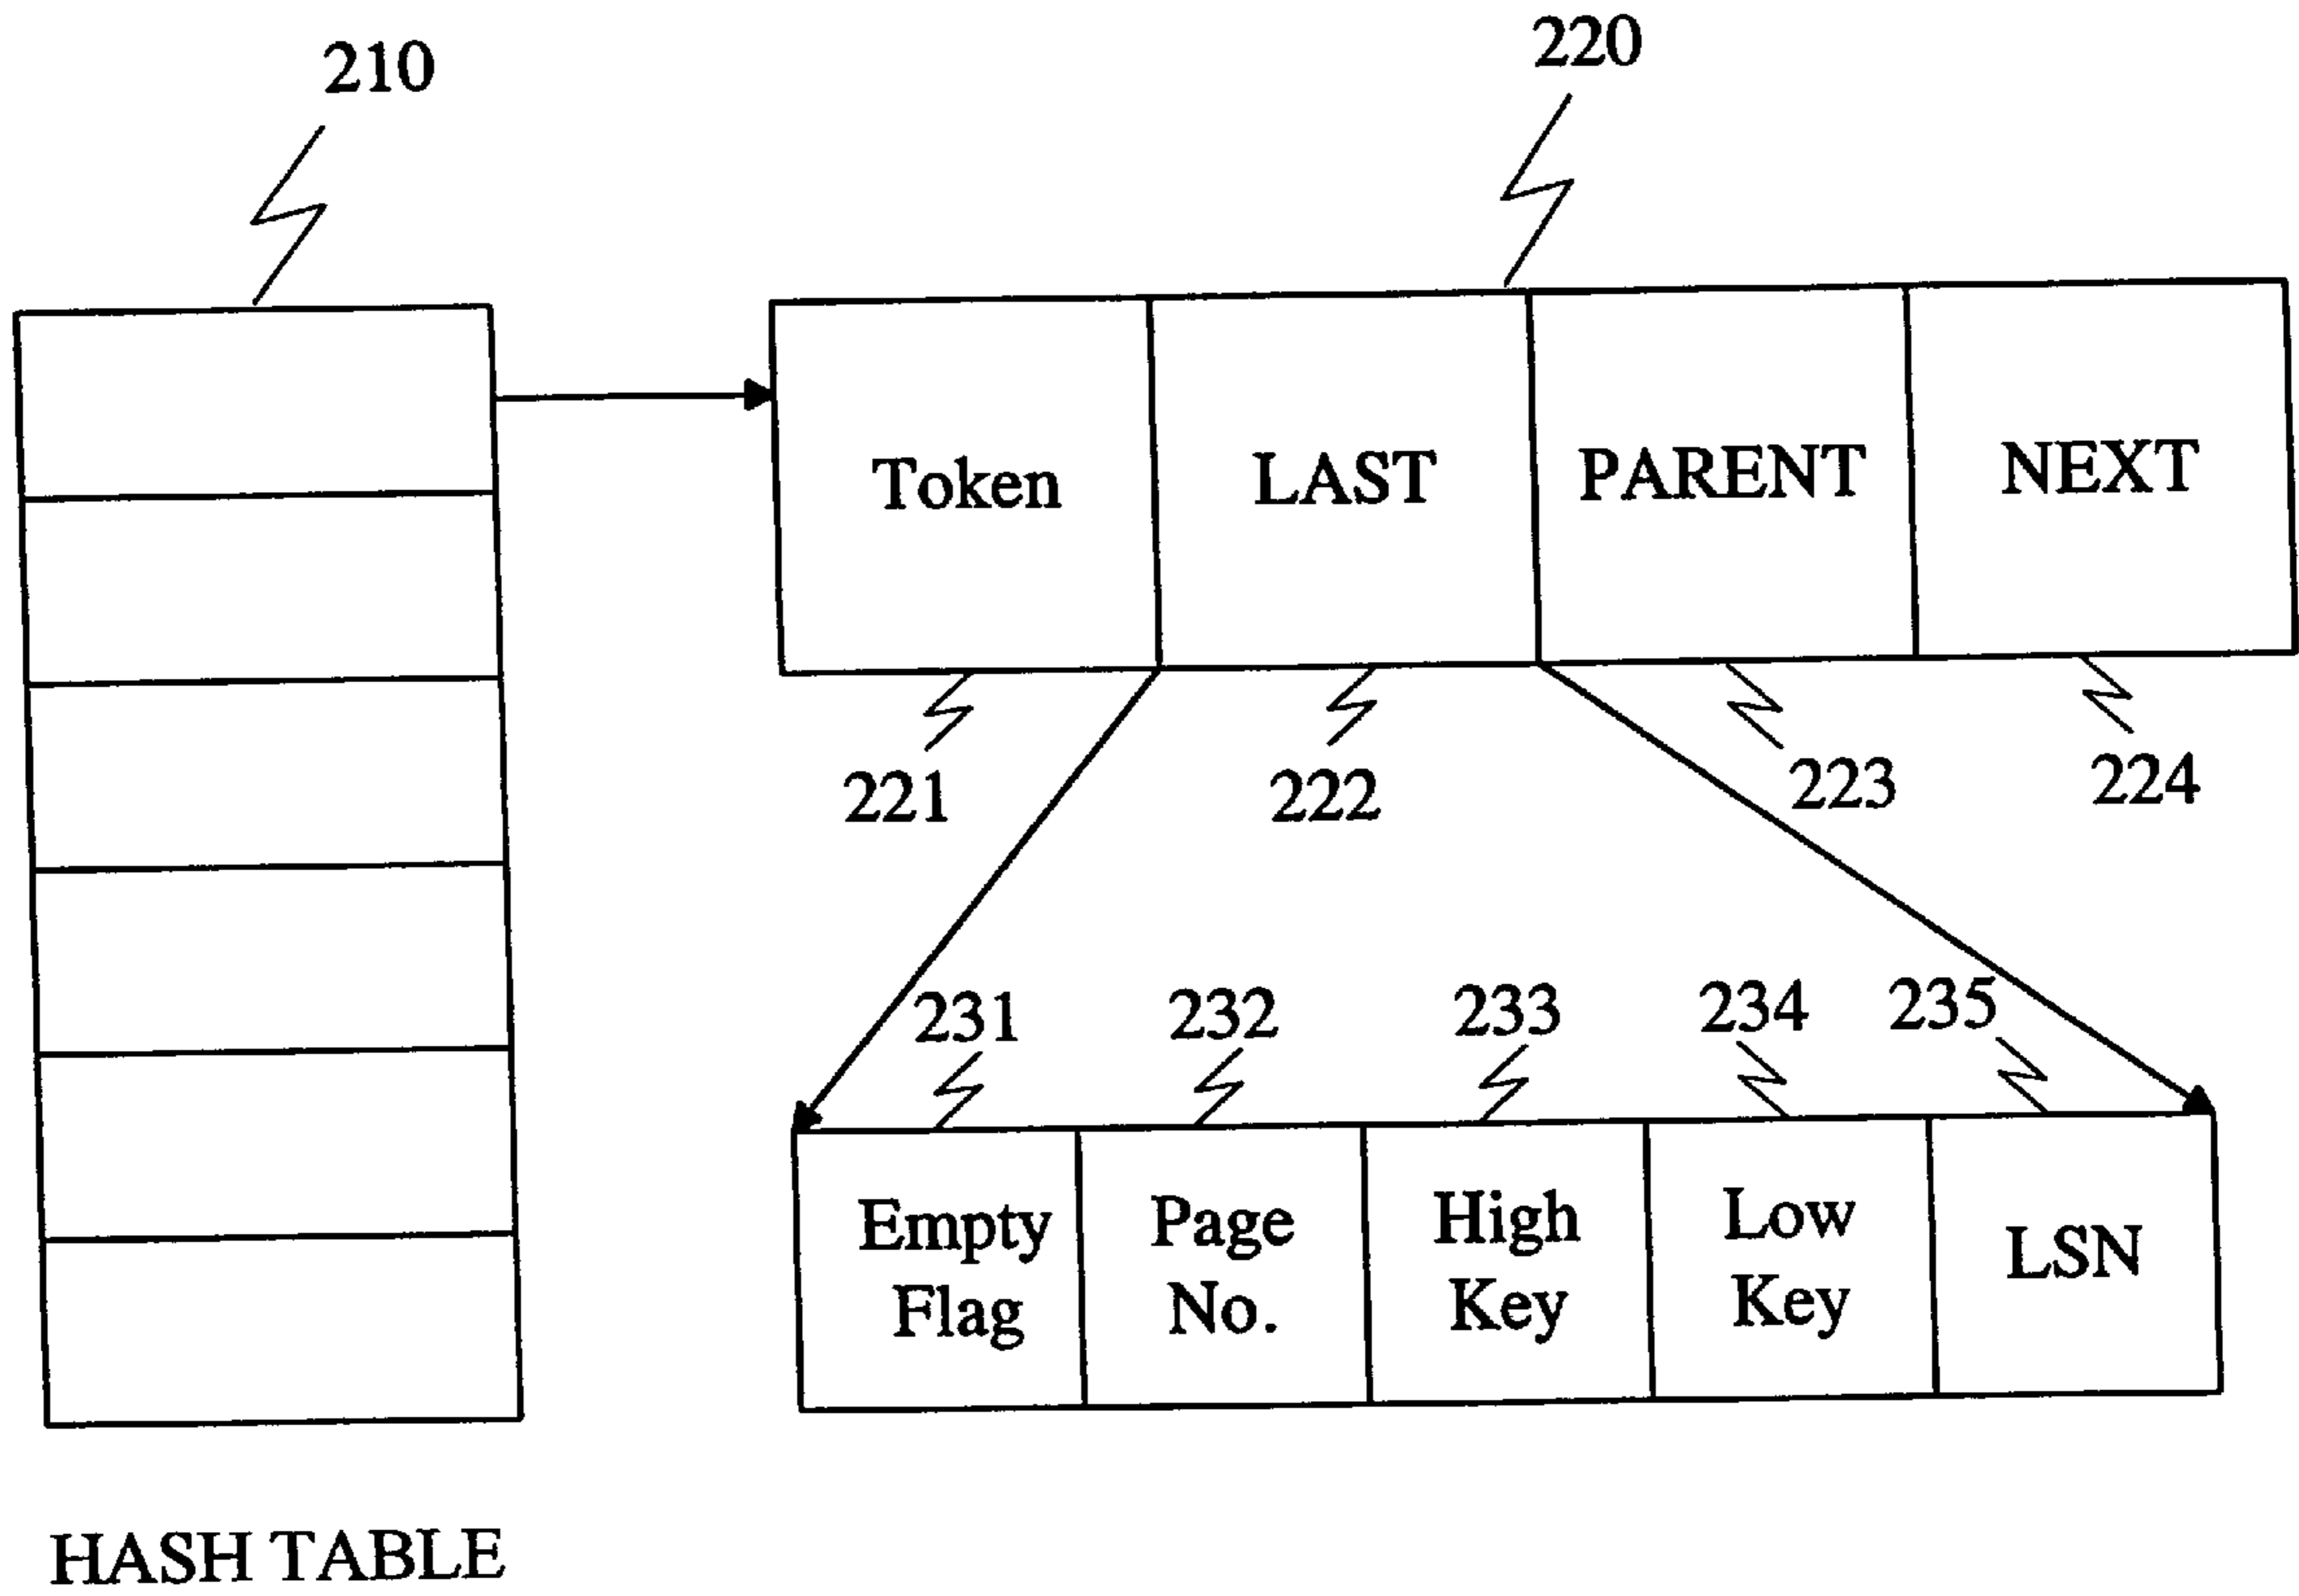 210
220
Token
LAST
PARENT
NEXT
221
222
223
224
231
232
233
234
235
Empty
Flag
Page
No.
High
Key
Low
Key
LSN
HASH TABLE